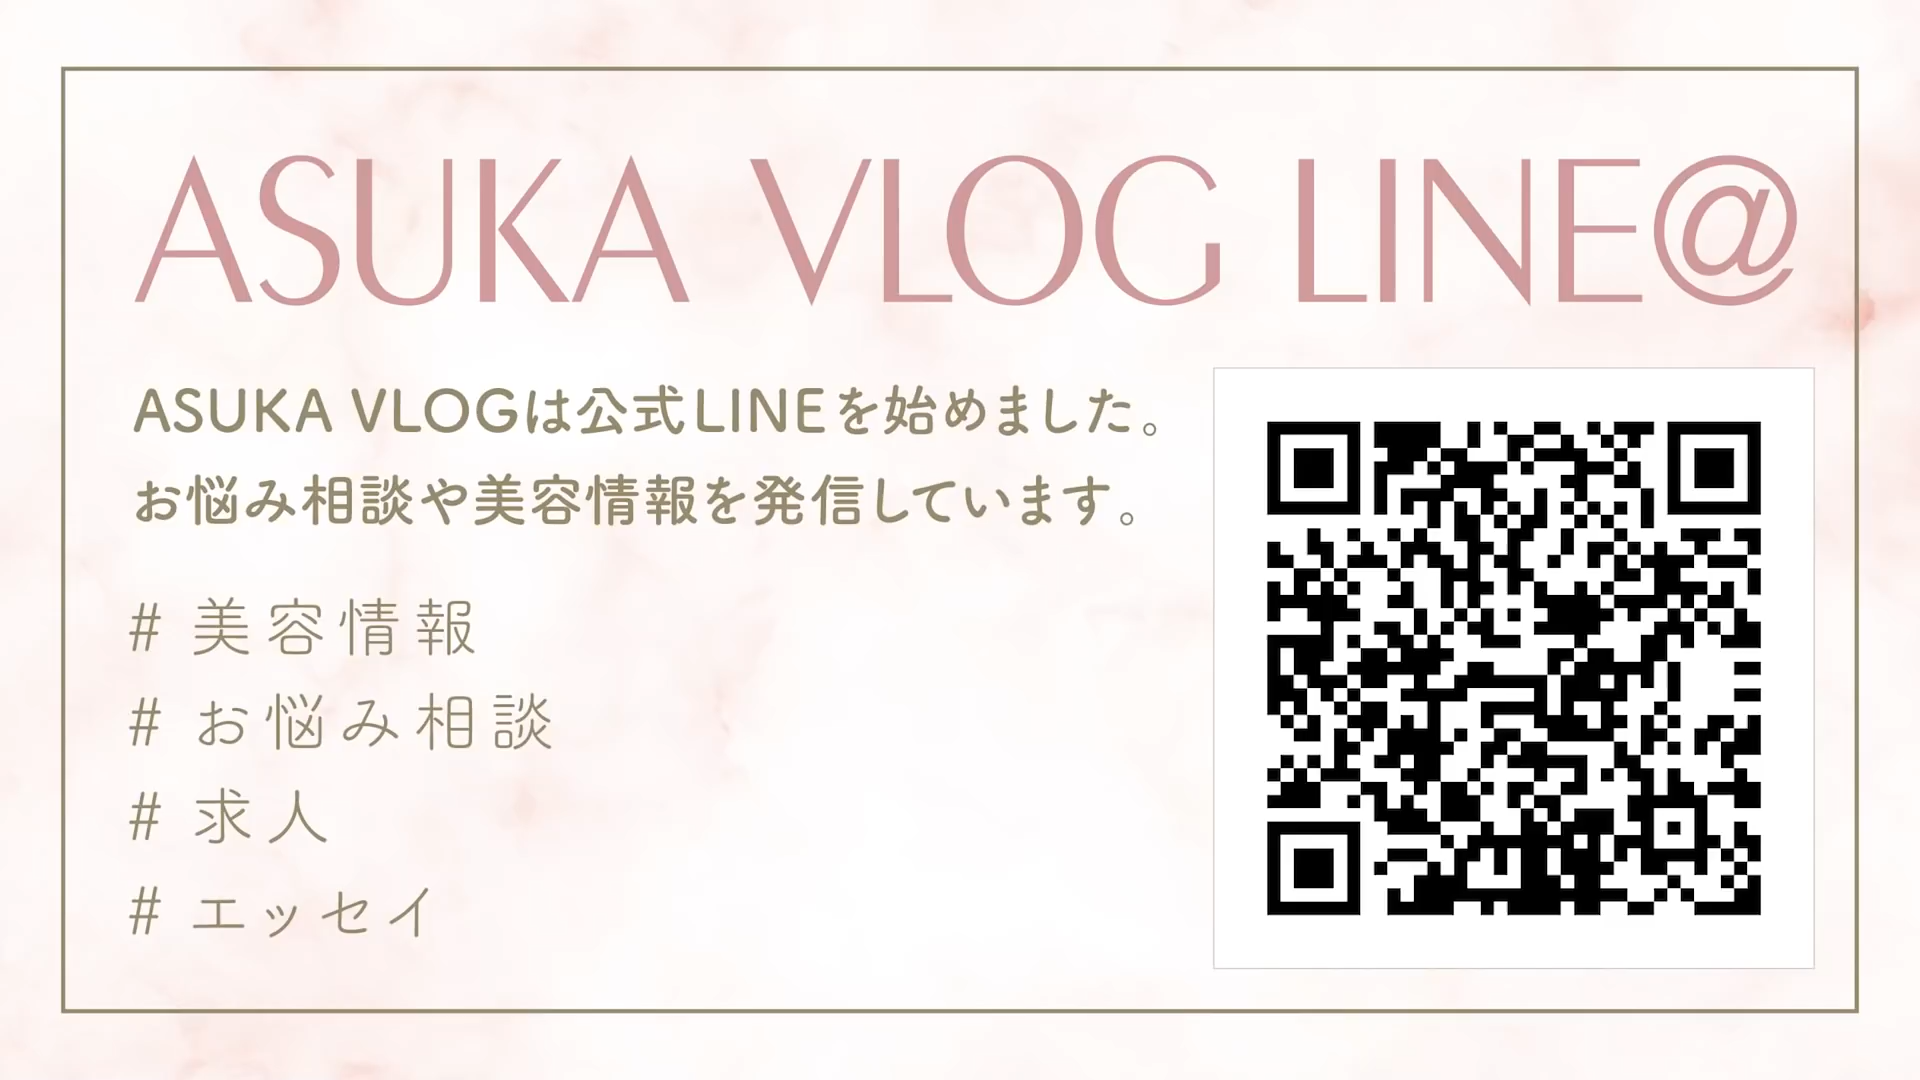 ASUKA VLOG LINE@
ASUKA VLOGは公式LINEを始めました。
お悩み相談や美容情報を発信しています。
# 美容情報
# お悩み相談
# 求人
# エッセイ